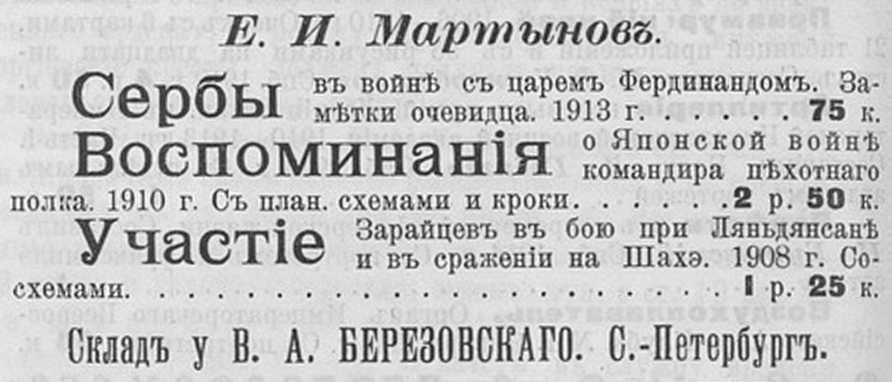 Е. И. Мартыновъ.
Сербы въ войнѣ съ царемъ Фердинандомъ. За-
мѣтки очевидца. 1913 г. . . . . . . 75 к.
Воспоминанія о Японской войнѣ
командира пѣхотнаго
полка. 1910 г. Съ план. схемами и кроки. . . . 2 р. 50 к.
Участіе Зарайцевъ въ бою при Ляньдянсанѣ
и въ сраженіи на Шахэ. 1908 г. Со-
схемами. . . . . . . . . . . . . . . . . . . 1 р. 25 к.
Складъ у В. А. БЕРЕЗОВСКАГО. С.-Петербургъ.